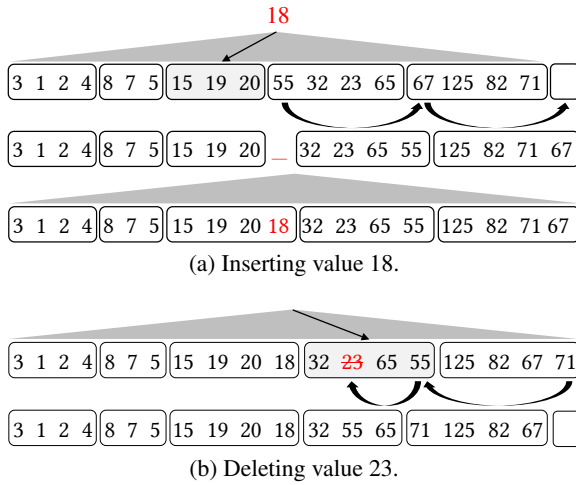 18
3 1 2 4 8 7 5 15 19 20 55 32 23 65 67 125 82 71
3 1 2 4 8 7 5 15 19 20 _ 32 23 65 55 125 82 71 67
3 1 2 4 8 7 5 15 19 20 18 32 23 65 55 125 82 71 67
(a) Inserting value 18.
3 1 2 4 8 7 5 15 19 20 18 32 23 65 55 125 82 67 71
3 1 2 4 8 7 5 15 19 20 18 32 55 65 71 125 82 67
(b) Deleting value 23.